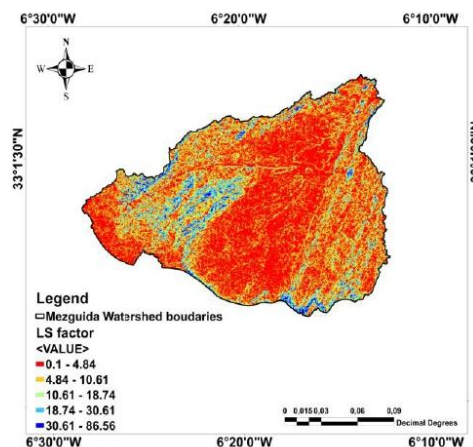 6°30'0"W 6°20'0"W 6°10'0"W
N
W E
S
33°1'30"N
Legend
Mezguida Watershed boudaries
LS factor
<VALUE>
0.1 - 4.84
4.84 - 10.61
10.61 - 18.74
18.74 - 30.61
30.61 - 86.56
0 0.015 0.03 0.06 0.09
Decimal Degrees
6°30'0"W 6°20'0"W 6°10'0"W